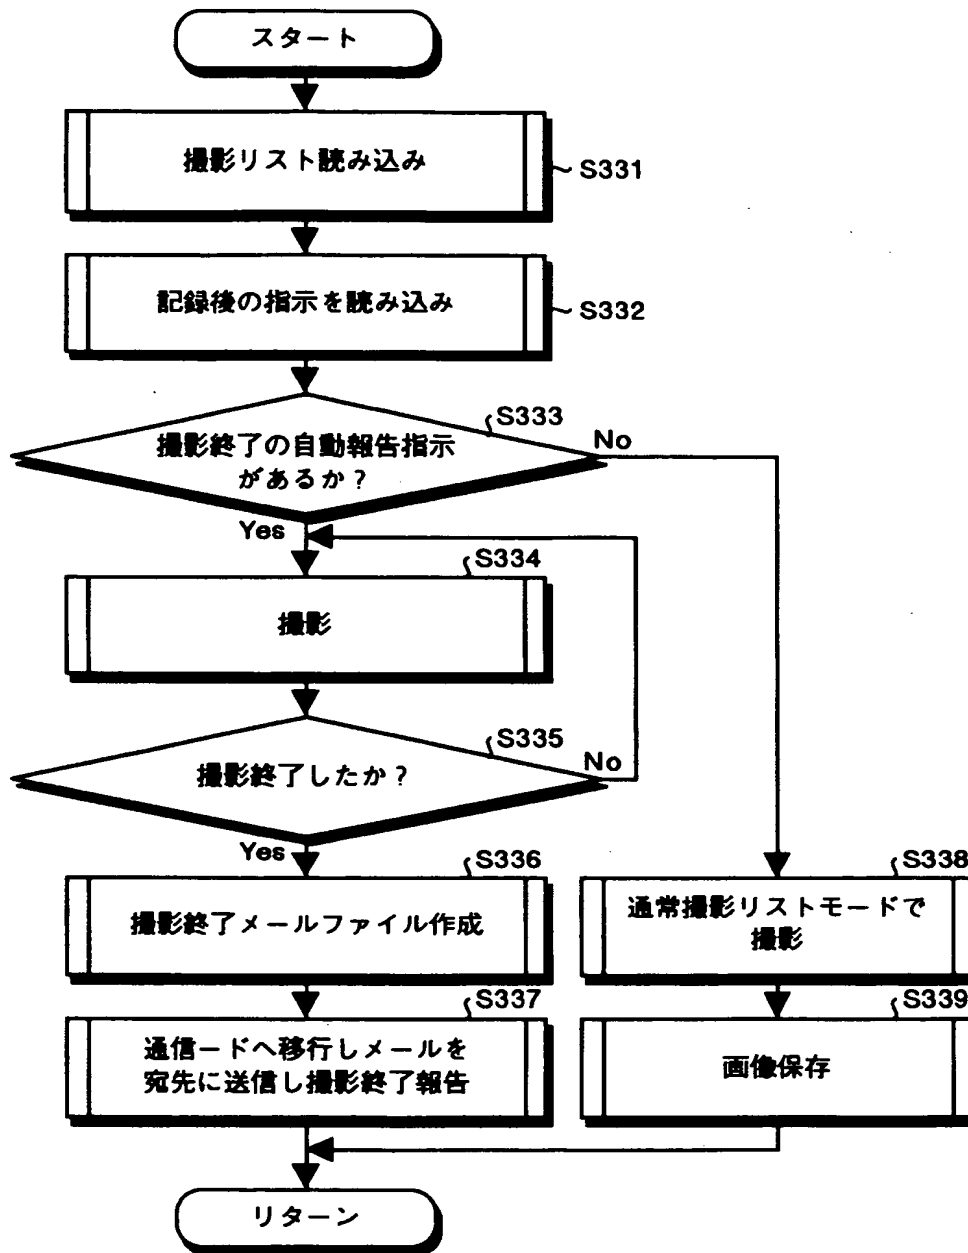 スタート
撮影リスト読み込み
S331
記録後の指示を読み込み
S332
S333
撮影終了の自動報告指示
があるか?
No
Yes
S334
撮影
S335
撮影終了したか?
No
Yes
S336
撮影終了メールファイル作成
S338
通常撮影リストモードで
撮影
S337
通信ードへ移行しメールを
宛先に送信し撮影終了報告
S339
画像保存
リターン